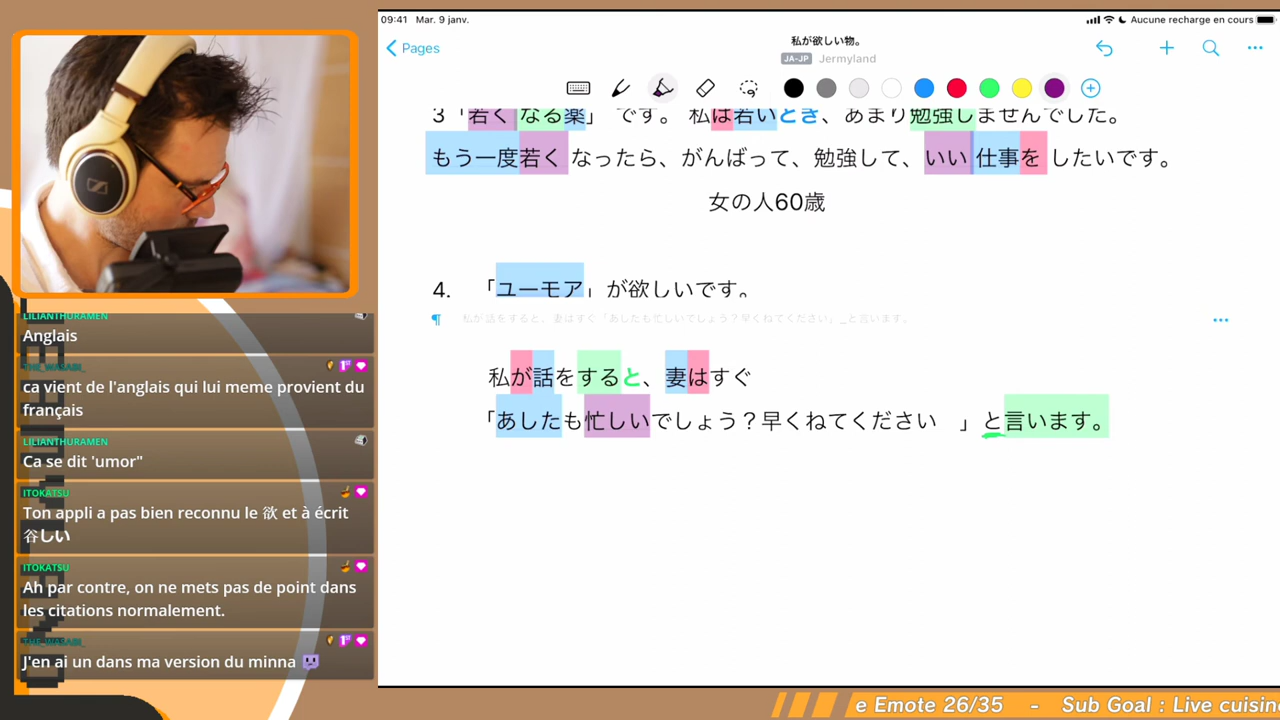 09:41 Mar. 9 janv.
Aucune recharge en cours
Pages
私が欲しい物。
JA-JP Jermyland
3「若くなる薬」 です。 私は若いとき、あまり勉強しませんでした。
もう一度若くなったら、がんばって、勉強して、いい仕事をしたいです。
女の人60歳
4. 「ユーモア」が欲しいです。
私が話をすると、妻はすぐ「あしたも忙しいでしょう?早くねてください」_と言います。
私が話をすると、妻はすぐ
「あしたも忙しいでしょう?早くねてください 」と言います。
LILIANTHURAMEN
Anglais
THE_WASABI_
ca vient de l'anglais qui lui meme provient du
français
LILIANTHURAMEN
Ca se dit 'umor"
ITOKATSU
Ton appli a pas bien reconnu le 欲 et à écrit
谷しい
ITOKATSU
Ah par contre, on ne mets pas de point dans
les citations normalement.
THE_WASABI_
J'en ai un dans ma version du minna
e Emote 26/35 - Sub Goal : Live cuisin